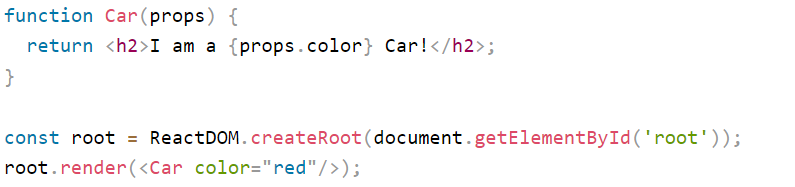 function Car(props) {
  return <h2>I am a {props.color} Car!</h2>;
}

const root = ReactDOM.createRoot(document.getElementById('root'));
root.render(<Car color="red"/>);